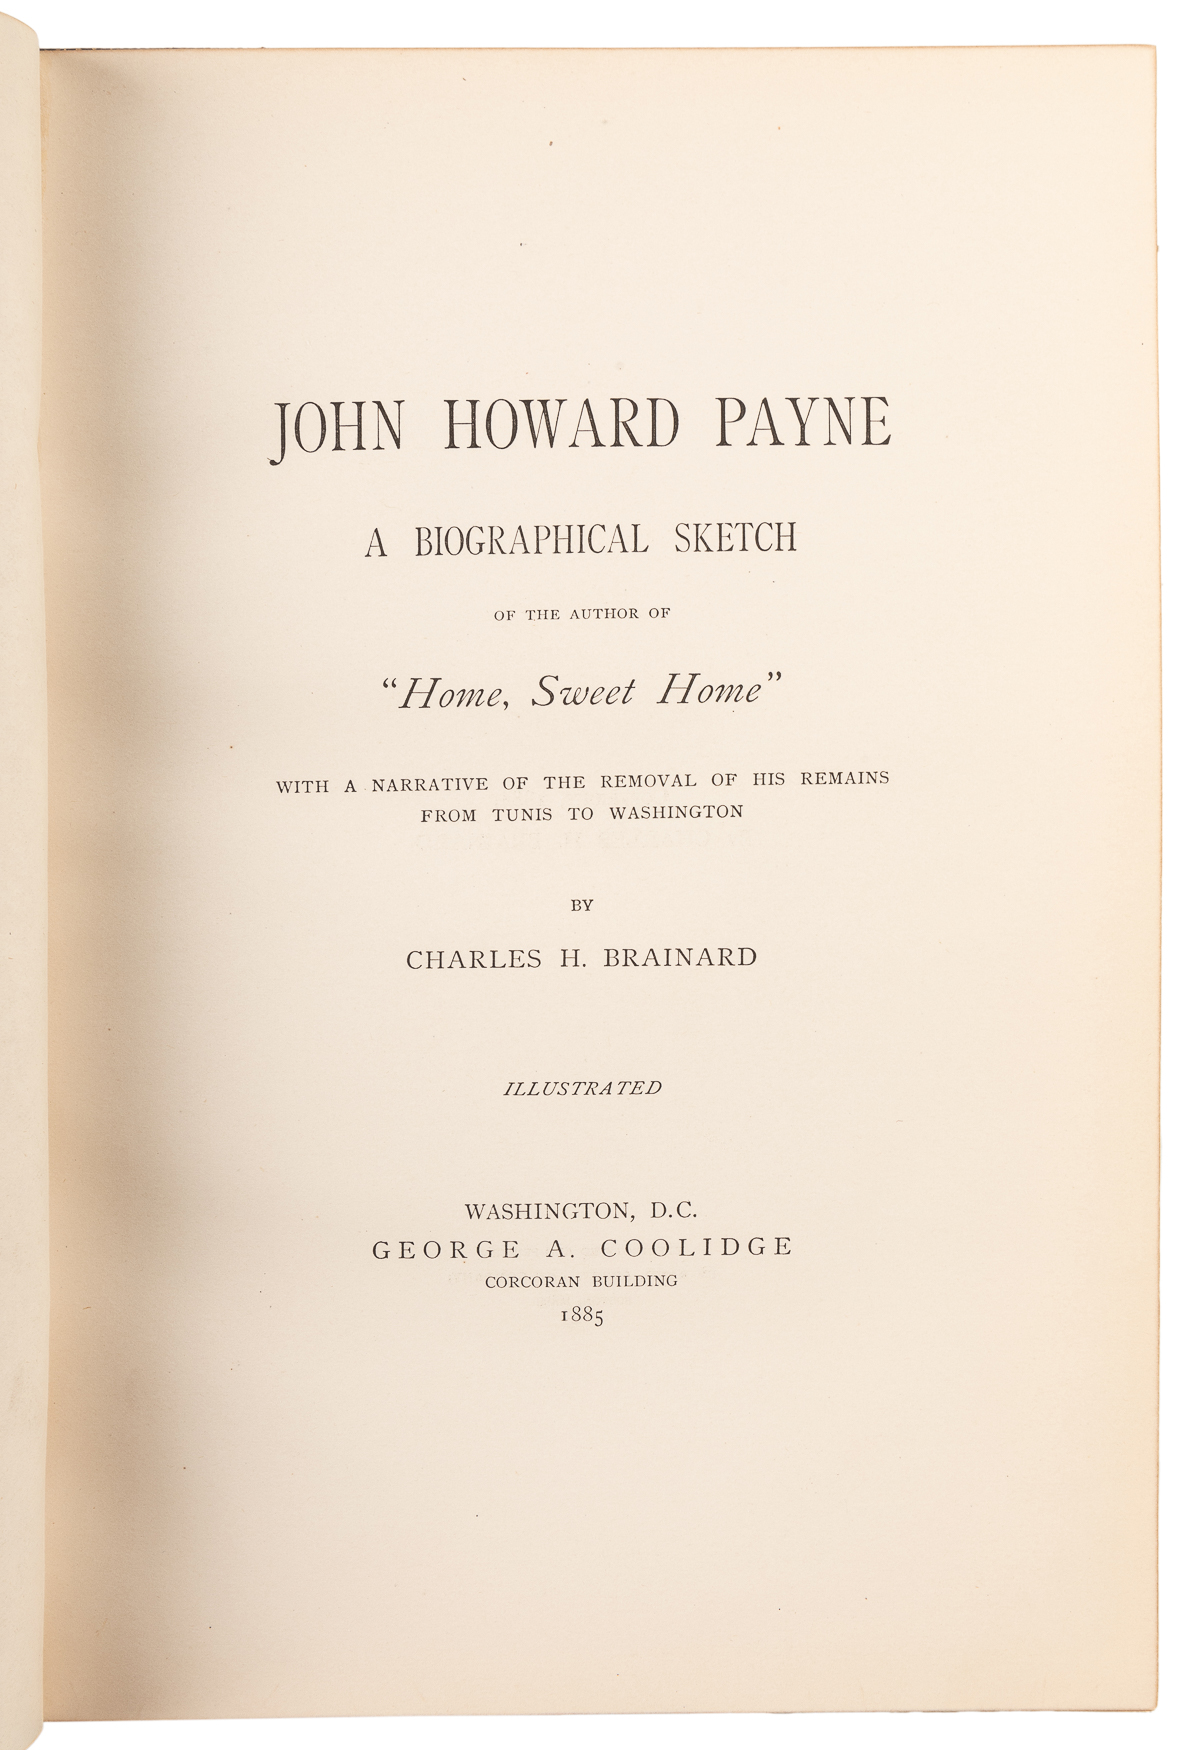 JOHN HOWARD PAYNE
A BIOGRAPHICAL SKETCH
OF THE AUTHOR OF
“Home, Sweet Home”
WITH A NARRATIVE OF THE REMOVAL OF HIS REMAINS
FROM TUNIS TO WASHINGTON
BY
CHARLES H. BRAINARD
ILLUSTRATED
WASHINGTON, D.C.
GEORGE A. COOLIDGE
CORCORAN BUILDING
1885